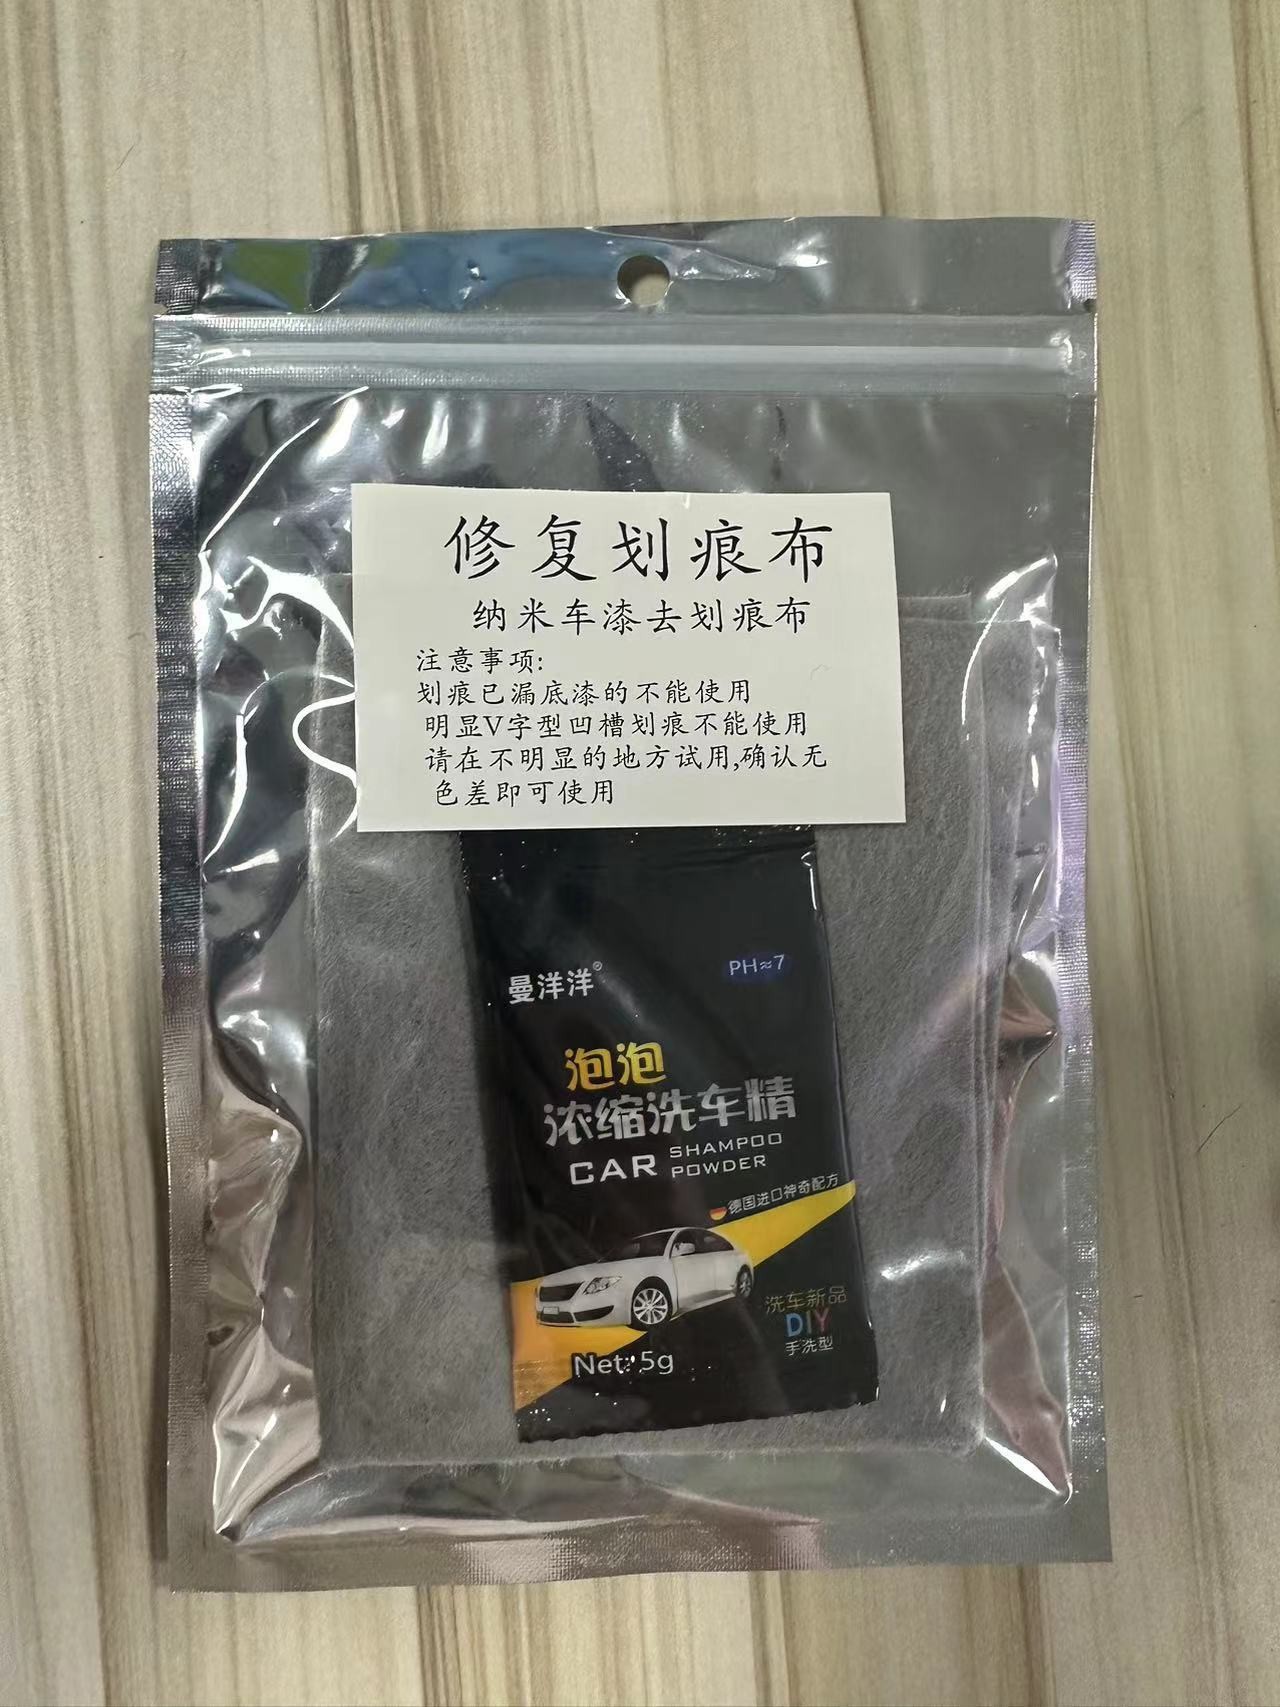 修复划痕布
纳米车漆去划痕布
注意事项:
划痕已漏底漆的不能使用
明显V字型凹槽划痕不能使用
请在不明显的地方试用,确认无
色差即可使用
曼洋洋®
PH≈7
泡泡
浓缩洗车精
CAR SHAMPOO POWDER
德国进口神奇配方
洗车新品
DIY
手洗型
Net: 5g